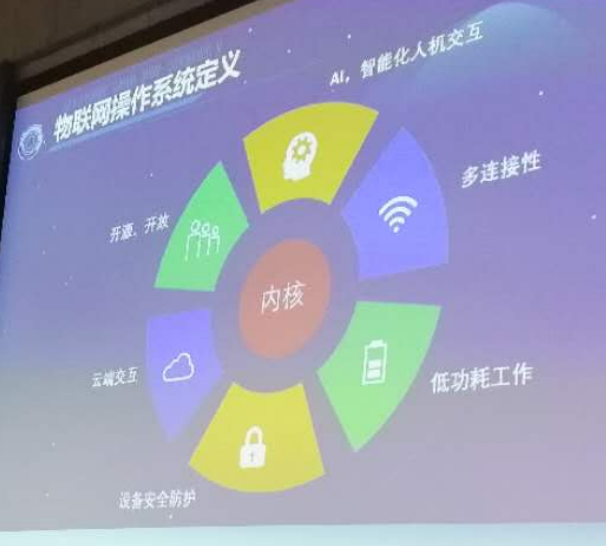 物联网操作系统定义
AI，智能化人机交互
多连接性
开源、开放
内核
云端交互
低功耗工作
设备安全防护